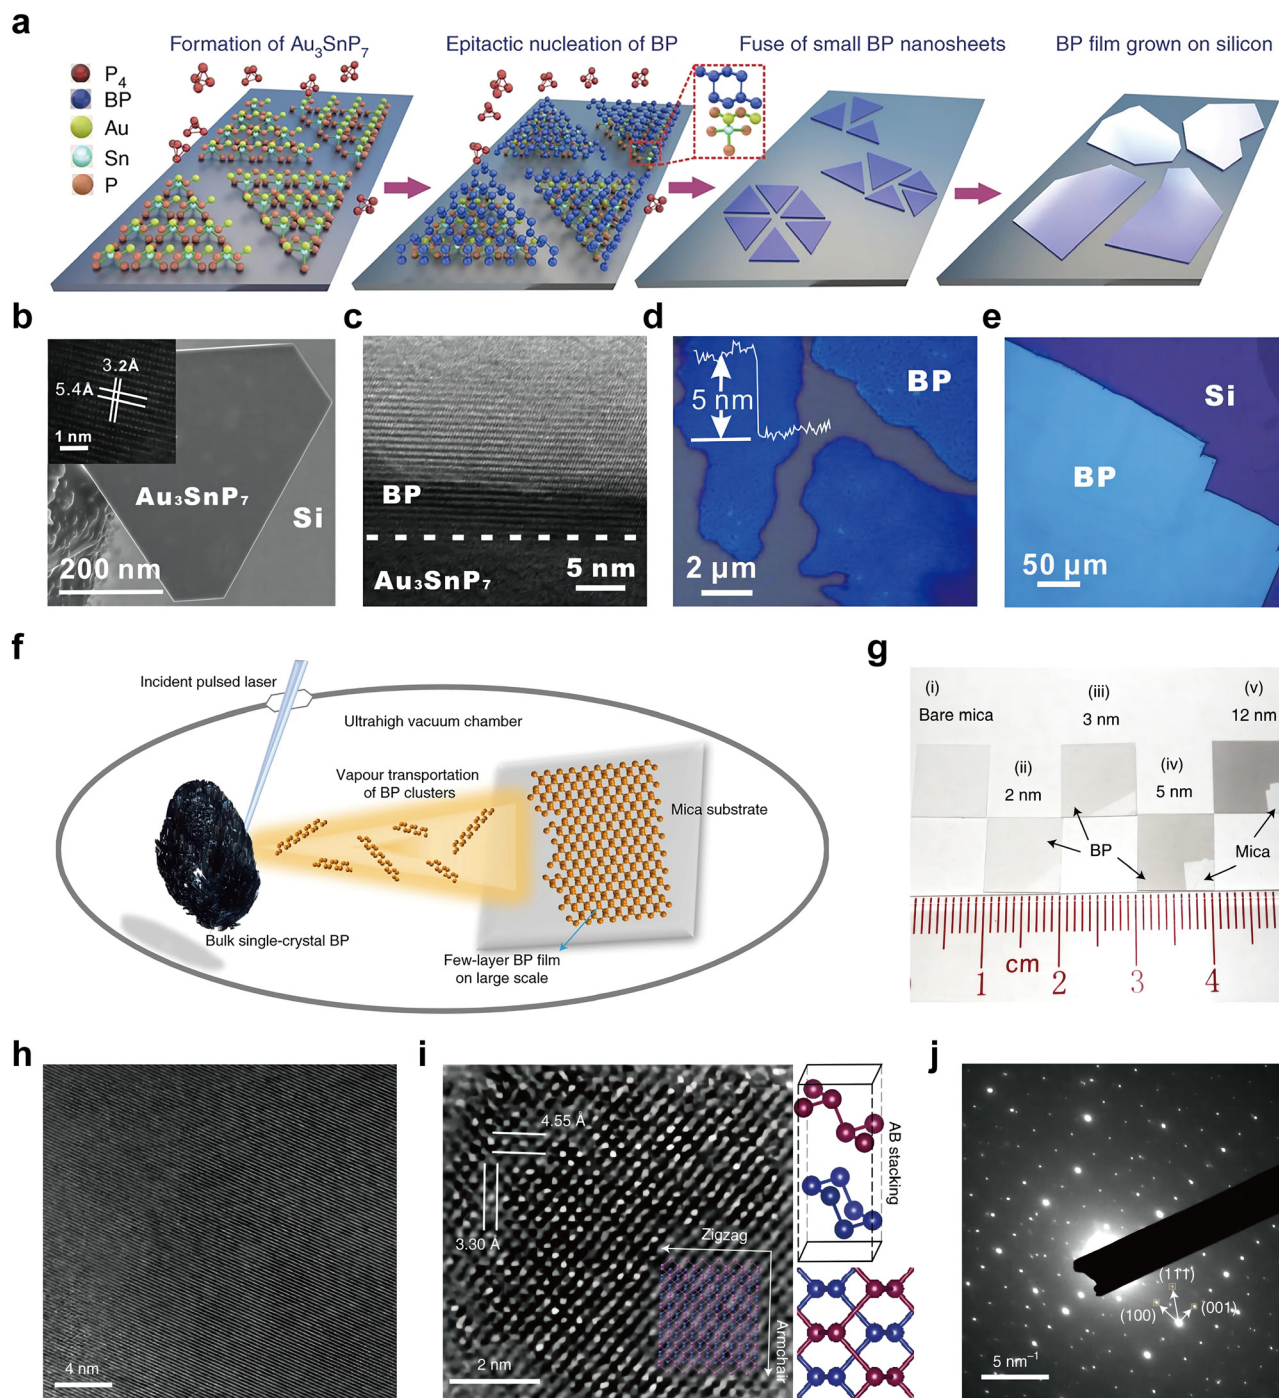 a
Formation of Au₃SnP₇
Epitactic nucleation of BP
Fuse of small BP nanosheets
BP film grown on silicon
P₄
BP
Au
Sn
P
b
3.2Å
5.4Å
1 nm
Au₃SnP₇
Si
200 nm
c
BP
Au₃SnP₇
5 nm
d
5 nm
BP
2 μm
e
Si
BP
50 μm
f
Incident pulsed laser
Ultrahigh vacuum chamber
Vapour transportation
of BP clusters
Mica substrate
Bulk single-crystal BP
Few-layer BP film
on large scale
g
(i)
Bare mica
(ii)
2 nm
(iii)
3 nm
(iv)
5 nm
(v)
12 nm
BP
Mica
cm
1 2 3 4
h
4 nm
i
4.55 Å
3.30 Å
Zigzag
Armchair
2 nm
AB stacking
j
(111)
(100)
(001)
5 nm⁻¹